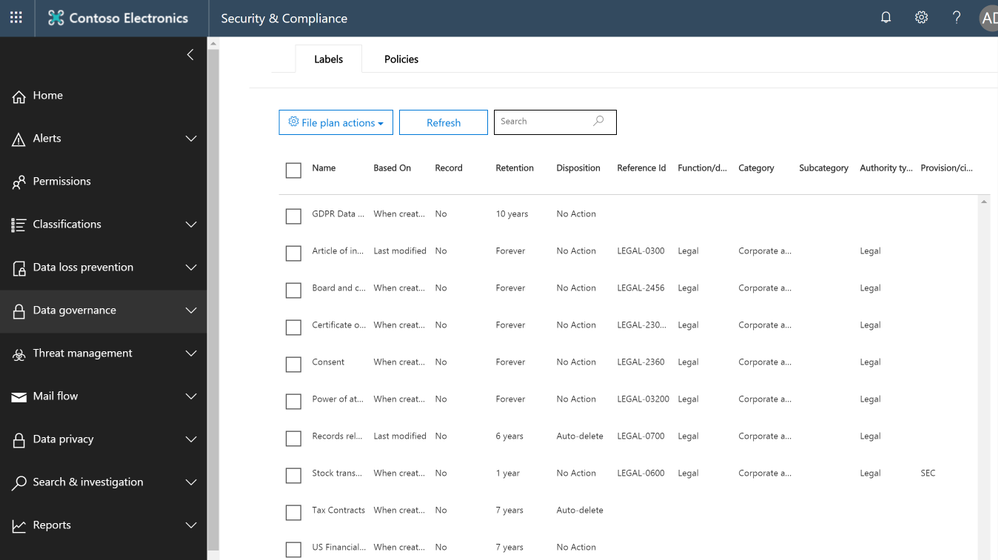 Contoso Electronics Security & Compliance ? AD
Labels Policies
Home
Alerts
Permissions
Classifications
Data loss prevention
Data governance
Threat management
Mail flow
Data privacy
Search & investigation
Reports
File plan actions Refresh Search
Name Based On Record Retention Disposition Reference Id Function/d... Category Subcategory Authority ty... Provision/ci...
GDPR Data ... When creat... No 10 years No Action
Article of in... Last modified No Forever No Action LEGAL-0300 Legal Corporate a... Legal
Board and c... When creat... No Forever No Action LEGAL-2456 Legal Corporate a... Legal
Certificate o... When creat... No Forever No Action LEGAL-230... Legal Corporate a... Legal
Consent When creat... No Forever No Action LEGAL-2360 Legal Corporate a... Legal
Power of at... When creat... No Forever No Action LEGAL-03200 Legal Corporate a... Legal
Records rel... Last modified No 6 years Auto-delete LEGAL-0700 Legal Corporate a... Legal
Stock trans... When creat... No 1 year No Action LEGAL-0600 Legal Corporate a... Legal SEC
Tax Contracts When creat... No 7 years Auto-delete
US Financial... When creat... No 7 years No Action